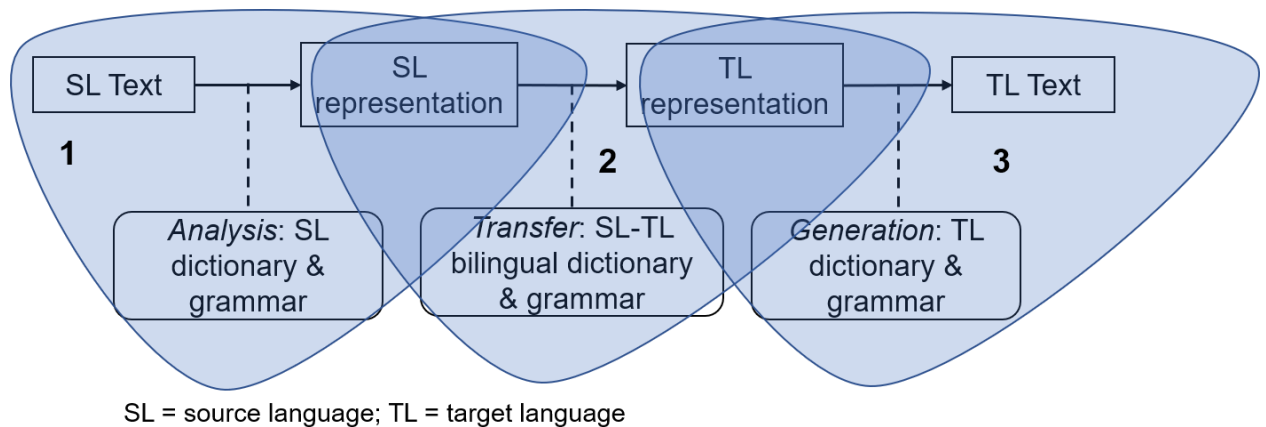 SL Text
SL
representation
TL
representation
TL Text
1
2
3
Analysis: SL
dictionary &
grammar
Transfer: SL-TL
bilingual dictionary
& grammar
Generation: TL
dictionary &
grammar
SL = source language; TL = target language